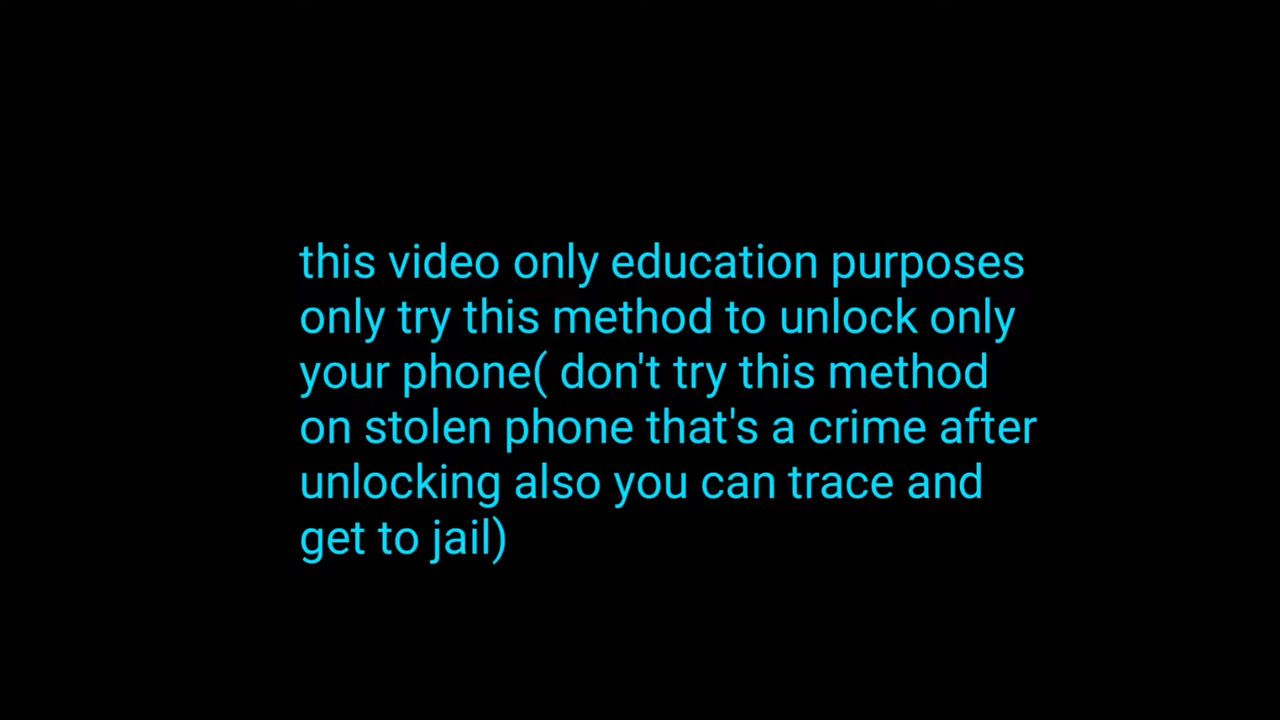 this video only education purposes
only try this method to unlock only
your phone( don't try this method
on stolen phone that's a crime after
unlocking also you can trace and
get to jail)